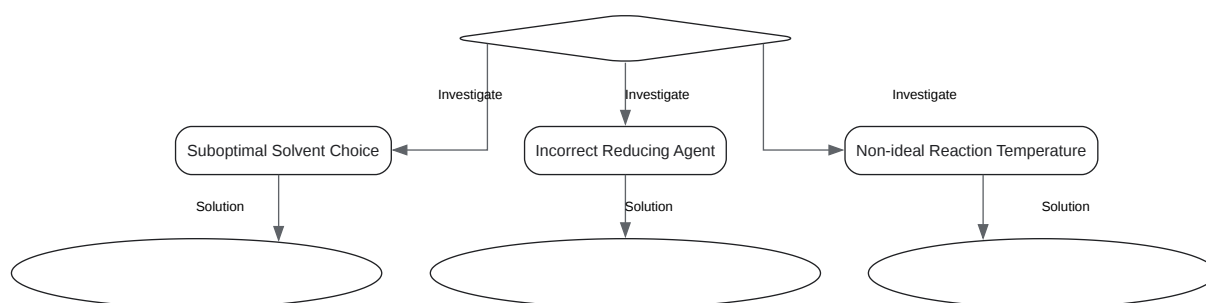 Investigate
Investigate
Investigate
Suboptimal Solvent Choice
Incorrect Reducing Agent
Non-ideal Reaction Temperature
Solution
Solution
Solution